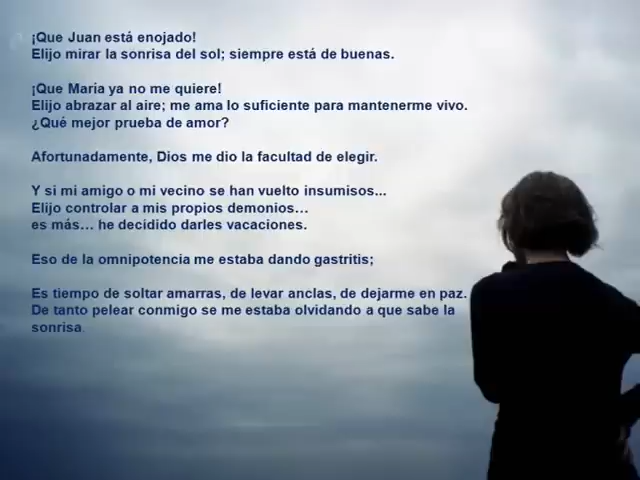 ¡Que Juan está enojado!
Elijo mirar la sonrisa del sol; siempre está de buenas.
¡Que María ya no me quiere!
Elijo abrazar al aire; me ama lo suficiente para mantenerme vivo.
¿Qué mejor prueba de amor?
Afortunadamente, Dios me dio la facultad de elegir.
Y si mi amigo o mi vecino se han vuelto insumisos...
Elijo controlar a mis propios demonios…
es más… he decidido darles vacaciones.
Eso de la omnipotencia me estaba dando gastritis;
Es tiempo de soltar amarras, de levar anclas, de dejarme en paz.
De tanto pelear conmigo se me estaba olvidando a que sabe la
sonrisa